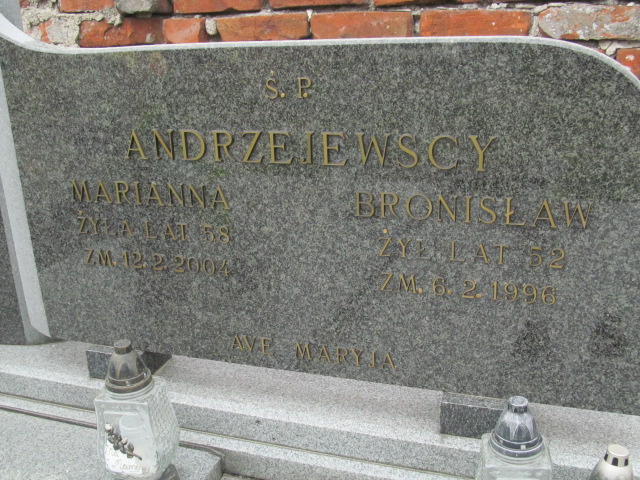 Ś. P.
ANDRZEJEWSCY
MARIANNA
ŻYŁA LAT 58
ZM. 12. 2. 2004
BRONISŁAW
ŻYŁ LAT 52
ZM. 6. 2. 1996
AVE MARYJA